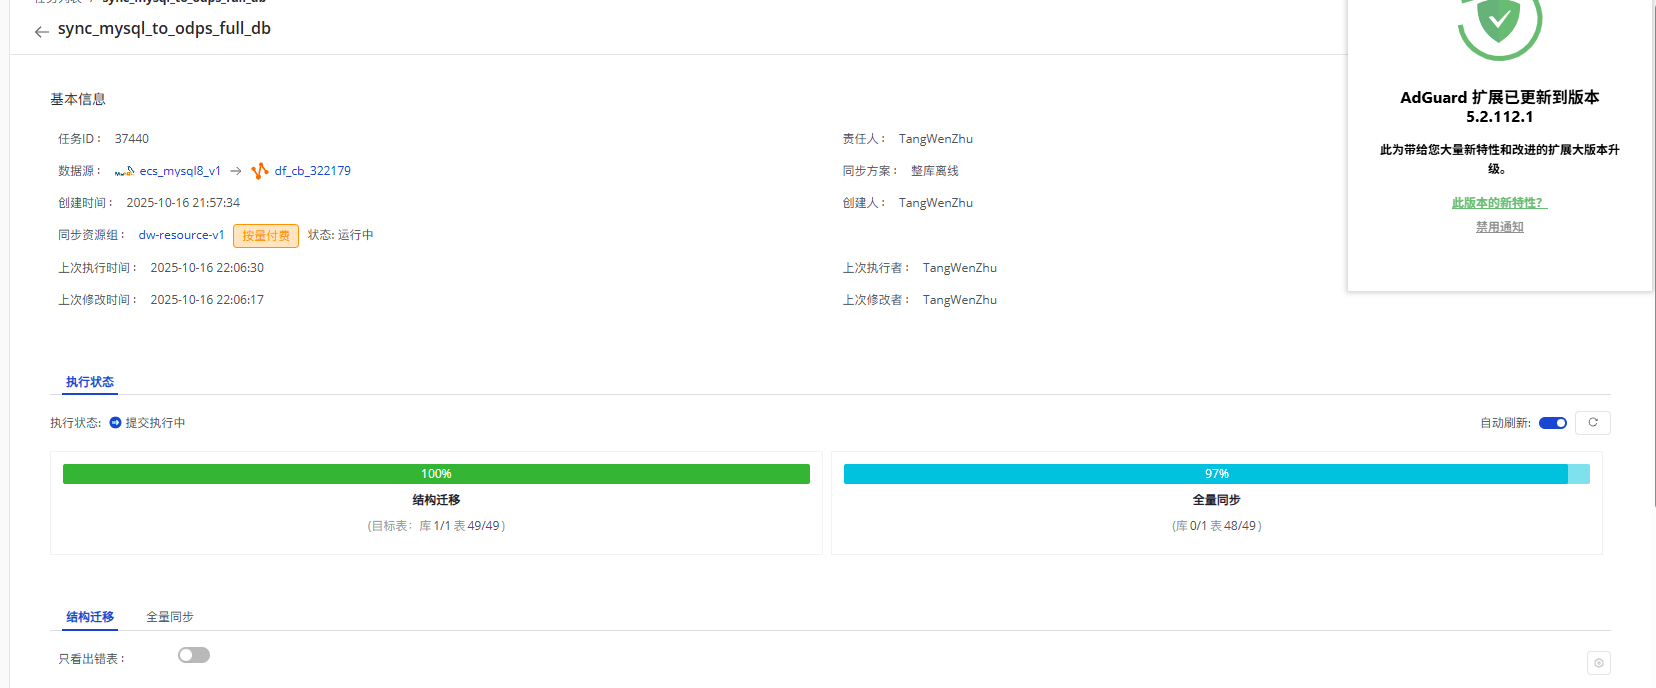 任务列表 / sync_mysql_to_odps_full_db
sync_mysql_to_odps_full_db
基本信息
任务ID： 37440
责任人： TangWenZhu
数据源： ecs_mysql8_v1 → df_cb_322179
同步方案： 整库离线
创建时间： 2025-10-16 21:57:34
创建人： TangWenZhu
同步资源组： dw-resource-v1 按量付费 状态: 运行中
上次执行时间： 2025-10-16 22:06:30
上次执行者： TangWenZhu
上次修改时间： 2025-10-16 22:06:17
上次修改者： TangWenZhu
AdGuard 扩展已更新到版本
5.2.112.1
此为带给您大量新特性和改进的扩展大版本升
级。
此版本的新特性？
禁用通知
执行状态
执行状态: 提交执行中
自动刷新:
100%
结构迁移
(目标表：库 1/1 表 49/49 )
97%
全量同步
(库 0/1 表 48/49 )
结构迁移 全量同步
只看出错表：